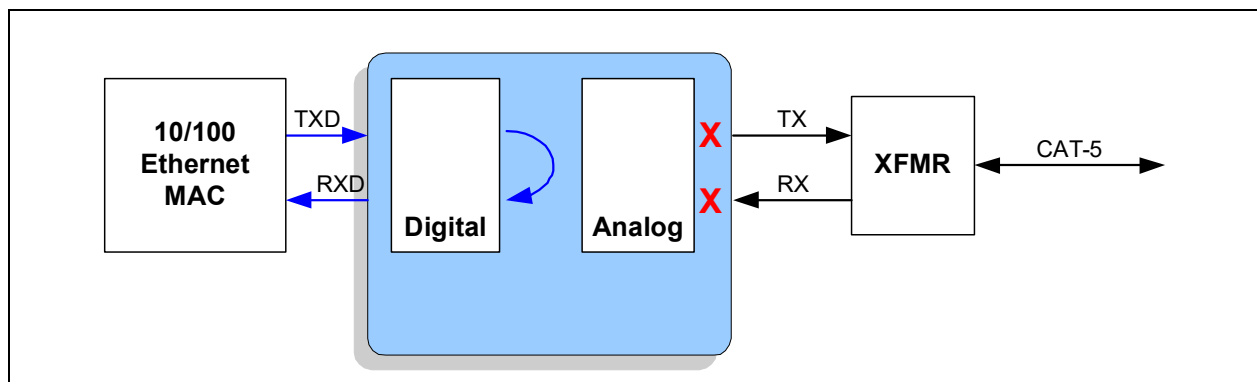 10/100
Ethernet
MAC
TXD
RXD
Digital
Analog
X
X
TX
RX
XFMR
CAT-5